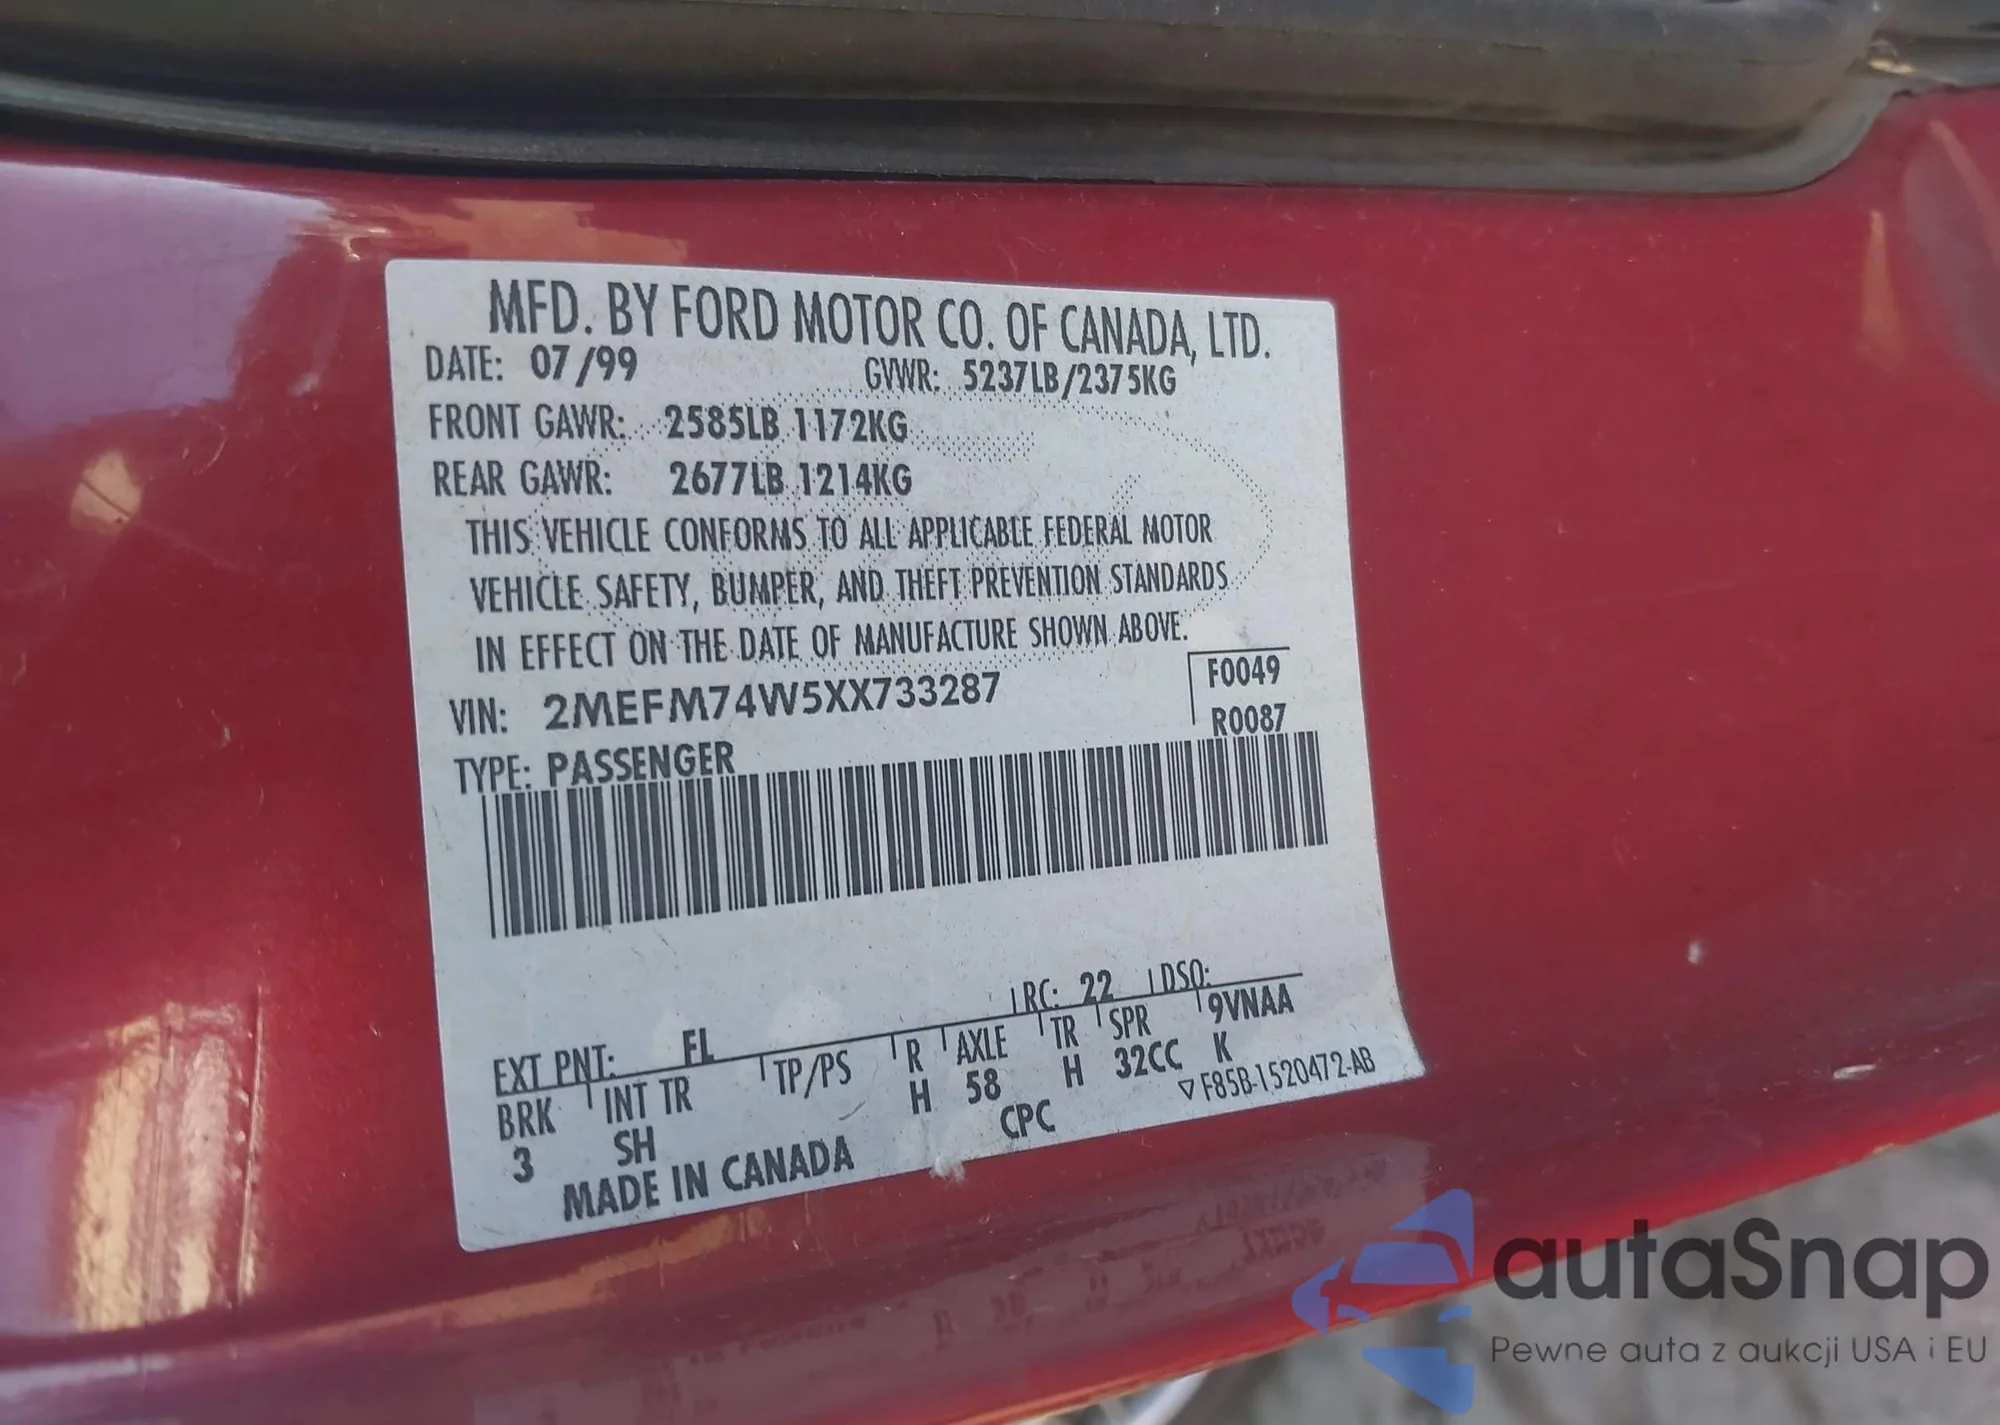 MFD. BY FORD MOTOR CO. OF CANADA, LTD.
DATE: 07/99 GVWR: 5237LB/2375KG
FRONT GAWR: 2585LB 1172KG
REAR GAWR: 2677LB 1214KG
THIS VEHICLE CONFORMS TO ALL APPLICABLE FEDERAL MOTOR
VEHICLE SAFETY, BUMPER, AND THEFT PREVENTION STANDARDS
IN EFFECT ON THE DATE OF MANUFACTURE SHOWN ABOVE.
VIN: 2MEFM74W5XX733287 F0049
TYPE: PASSENGER R0087
EXT PNT: FL RC: 22 DSO:
BRK INT TR TP/PS R AXLE TR SPR 9VNAA
3 SH H 58 H 32CC K
MADE IN CANADA CPC ▽F85B-1520472-AB
autaSnap
Pewne auta z aukcji USA i EU